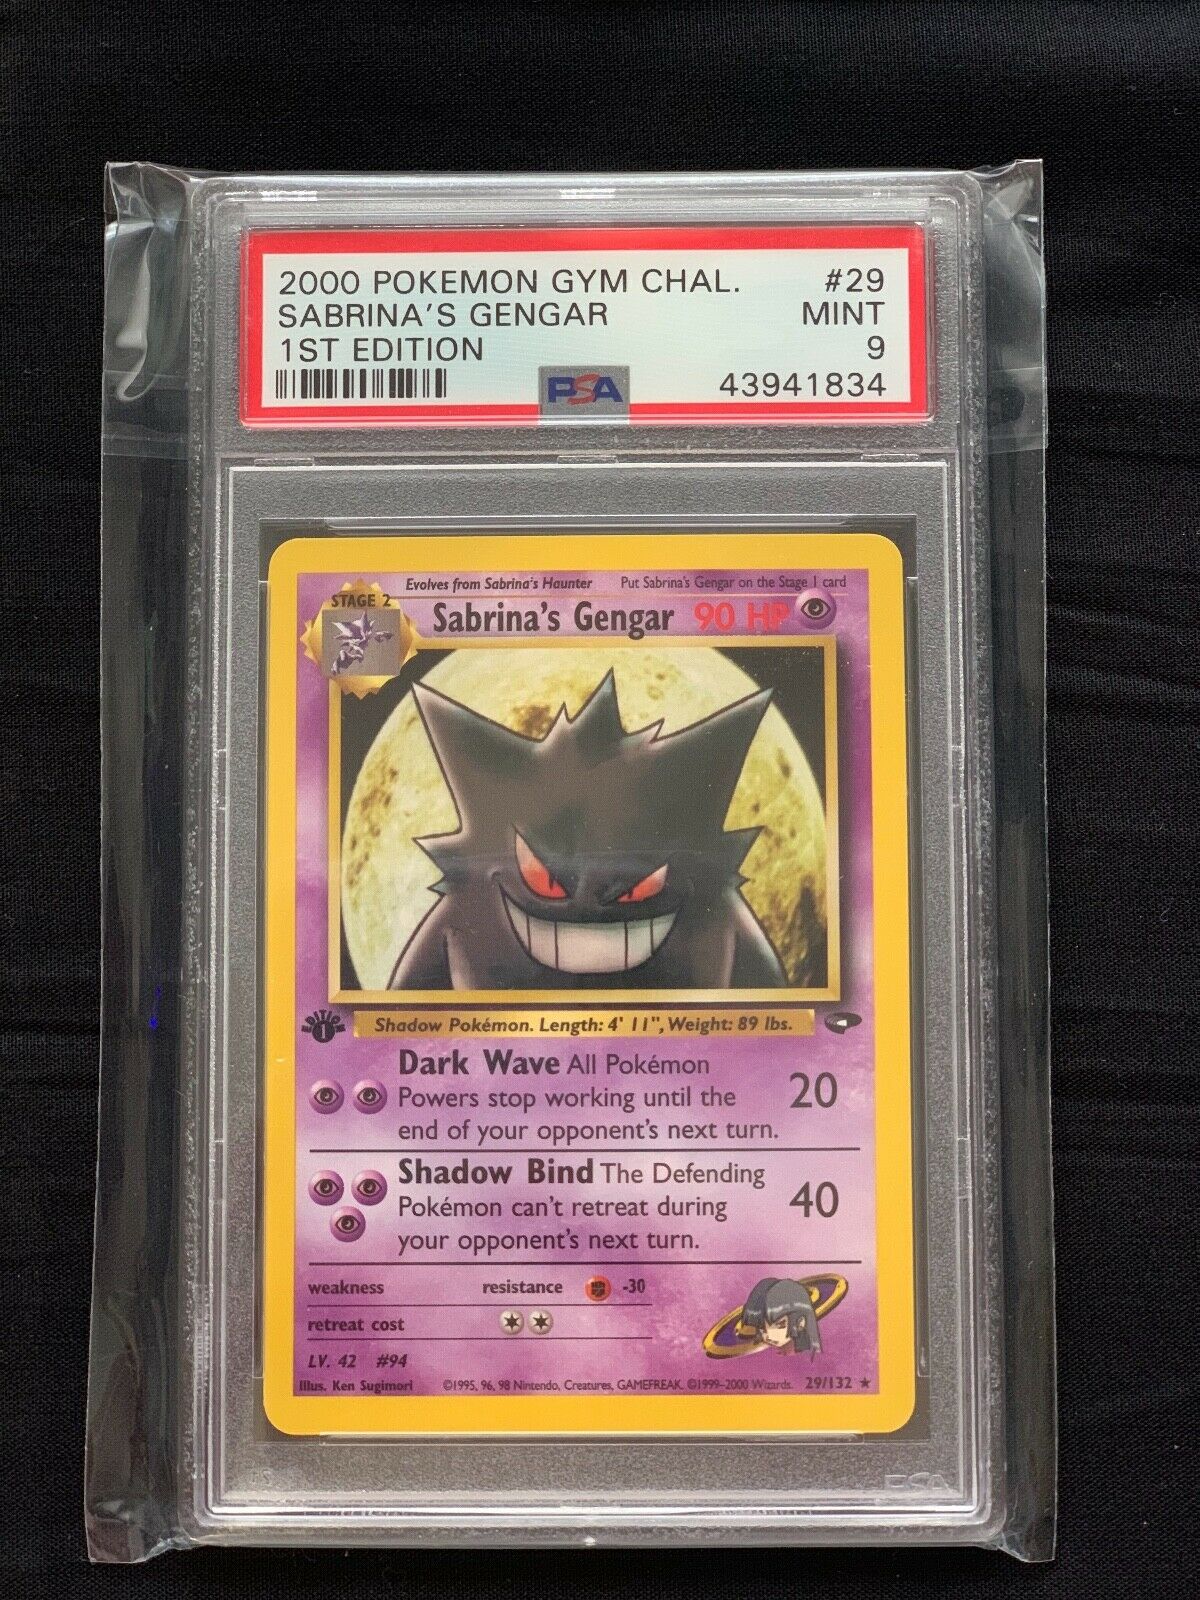 2000 POKEMON GYM CHAL. #29
SABRINA'S GENGAR MINT
1ST EDITION 9
PSA 43941834
Evolves from Sabrina's Haunter Put Sabrina's Gengar on the Stage 1 card
STAGE 2
Sabrina's Gengar 90 HP
EDITION 1
Shadow Pokémon. Length: 4' 11", Weight: 89 lbs.
Dark Wave All Pokémon
Powers stop working until the 20
end of your opponent's next turn.
Shadow Bind The Defending
Pokémon can't retreat during 40
your opponent's next turn.
weakness resistance -30
retreat cost
LV. 42 #94
Illus. Ken Sugimori ©1995, 96, 98 Nintendo, Creatures, GAMEFREAK. ©1999-2000 Wizards. 29/132 ★
PSA